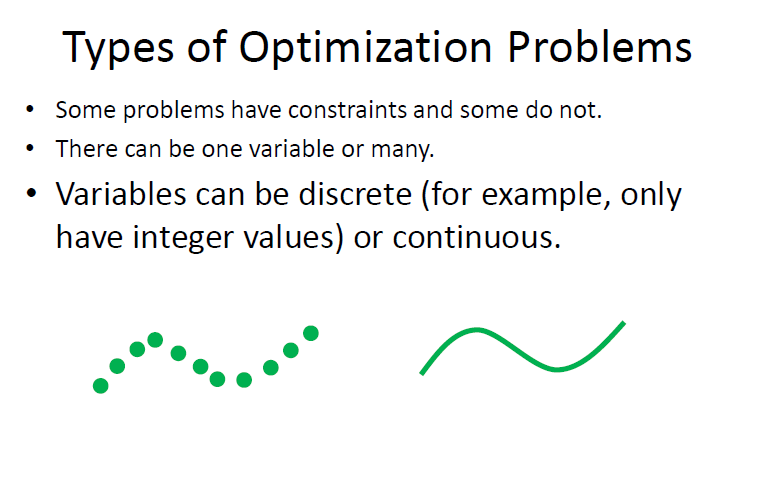 Types of Optimization Problems
• Some problems have constraints and some do not.
• There can be one variable or many.
• Variables can be discrete (for example, only
have integer values) or continuous.